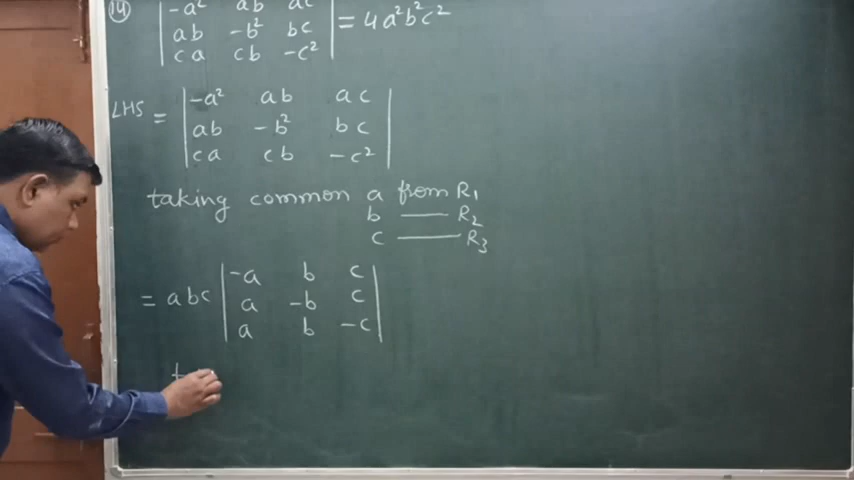 (14) | -a² ab ac |
| ab -b² bc | = 4a²b²c²
| ca cb -c² |
LHS = | -a² ab ac |
| ab -b² bc |
| ca cb -c² |
taking common a from R₁
b —— R₂
c —— R₃
= abc | -a b c |
| a -b c |
| a b -c |
t